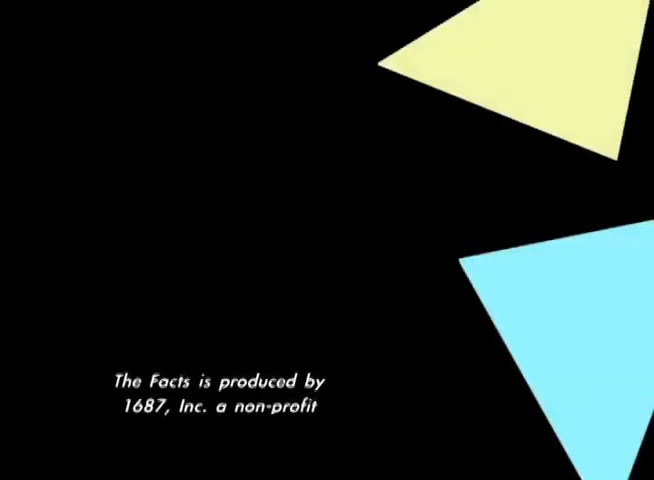 The Facts is produced by
1687, Inc. a non-profit